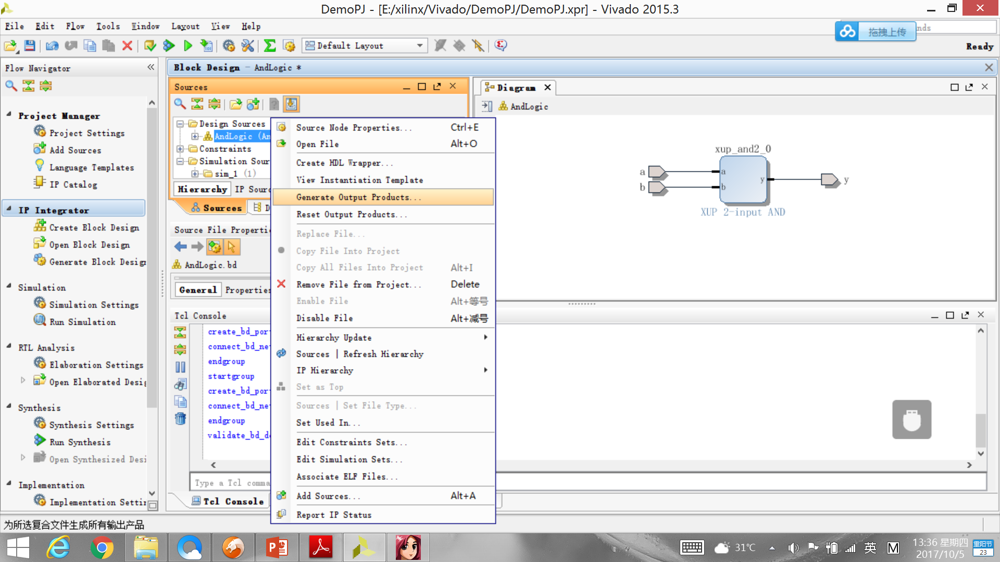 DemoPJ - [E:/xilinx/Vivado/DemoPJ/DemoPJ.xpr] - Vivado 2015.3
File Edit Flow Tools Window Layout View Help
nds
拖拽上传
Default Layout
Ready
Flow Navigator
Project Manager
Project Settings
Add Sources
Language Templates
IP Catalog
IP Integrator
Create Block Design
Open Block Design
Generate Block Design
Simulation
Simulation Settings
Run Simulation
RTL Analysis
Elaboration Settings
Open Elaborated Desig
Synthesis
Synthesis Settings
Run Synthesis
Open Synthesized Desi
Implementation
Implementation Settin
Block Design - AndLogic *
Sources
Design Sources
AndLogic (An
Constraints
Simulation Sour
sim_1 (1)
Hierarchy IP Sourc
Sources D
Source File Properti
AndLogic.bd
General Properties
Source Node Properties... Ctrl+E
Open File Alt+O
Create HDL Wrapper...
View Instantiation Template
Generate Output Products...
Reset Output Products...
Replace File...
Copy File Into Project
Copy All Files Into Project Alt+I
Remove File from Project... Delete
Enable File Alt+等号
Disable File Alt+减号
Hierarchy Update
Sources | Refresh Hierarchy
IP Hierarchy
Set as Top
Sources | Set File Type...
Set Used In...
Edit Constraints Sets...
Edit Simulation Sets...
Associate ELF Files...
Add Sources... Alt+A
Report IP Status
Diagram
AndLogic
xup_and2_0
a a
b b
y y
XUP 2-input AND
Tcl Console
create_bd_por
connect_bd_ne
endgroup
startgroup
create_bd_por
connect_bd_ne
endgroup
validate_bd_d
Type a Tcl comma
Tcl Console
为所选复合文件生成所有输出产品
31°C
英
M
13:36 星期四
2017/10/5
重阳节
23